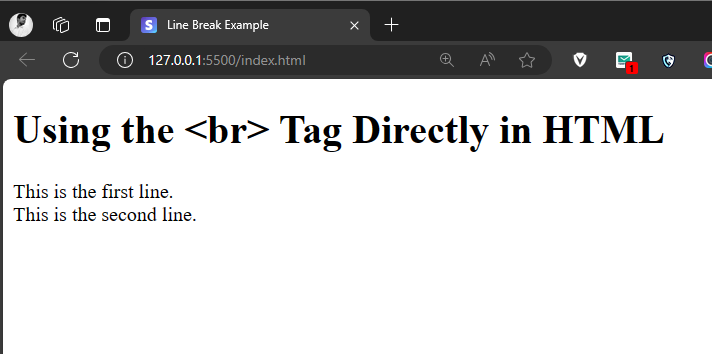 S Line Break Example
127.0.0.1:5500/index.html
1
Using the <br> Tag Directly in HTML
This is the first line.
This is the second line.